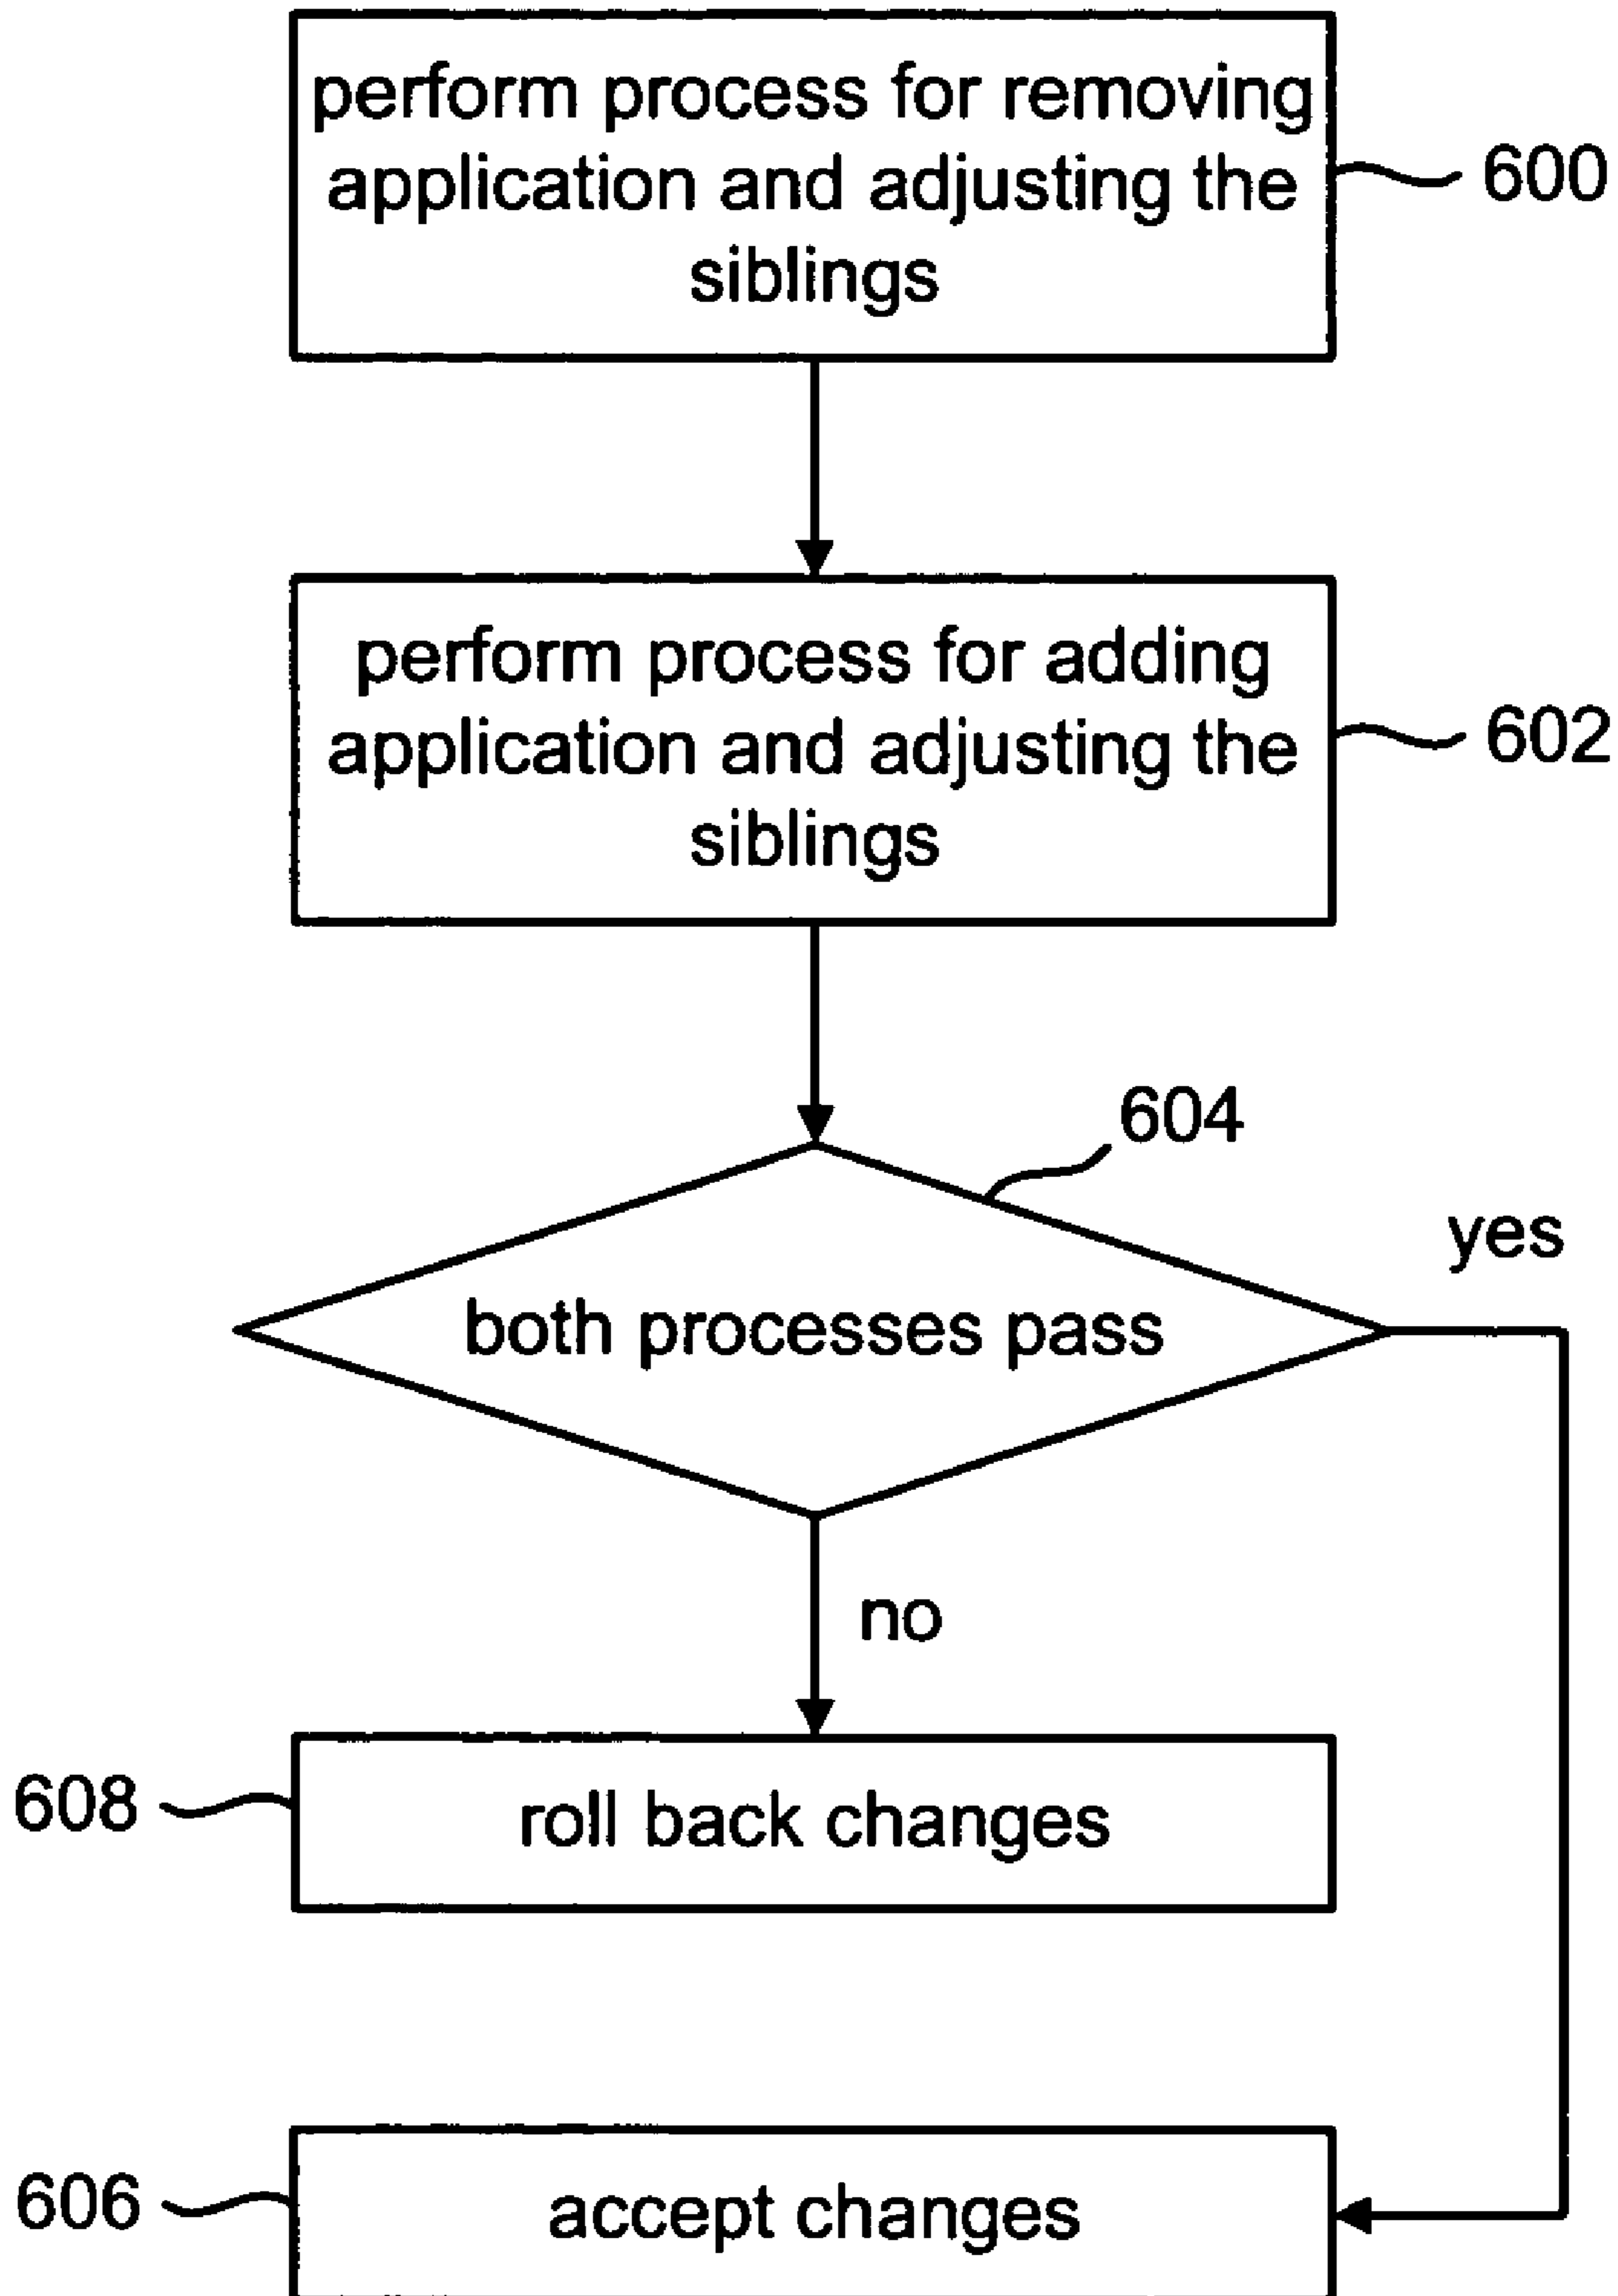 perform process for removing
application and adjusting the
siblings
600
perform process for adding
application and adjusting the
siblings
602
604
yes
both processes pass
no
608
roll back changes
606
accept changes